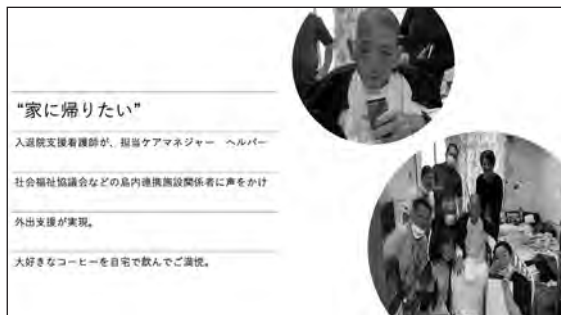 “家に帰りたい”
入退院支援看護師が、担当ケアマネジャー　ヘルパー
社会福祉協議会などの島内連携施設関係者に声をかけ
外出支援が実現。
大好きなコーヒーを自宅で飲んでご満悦。